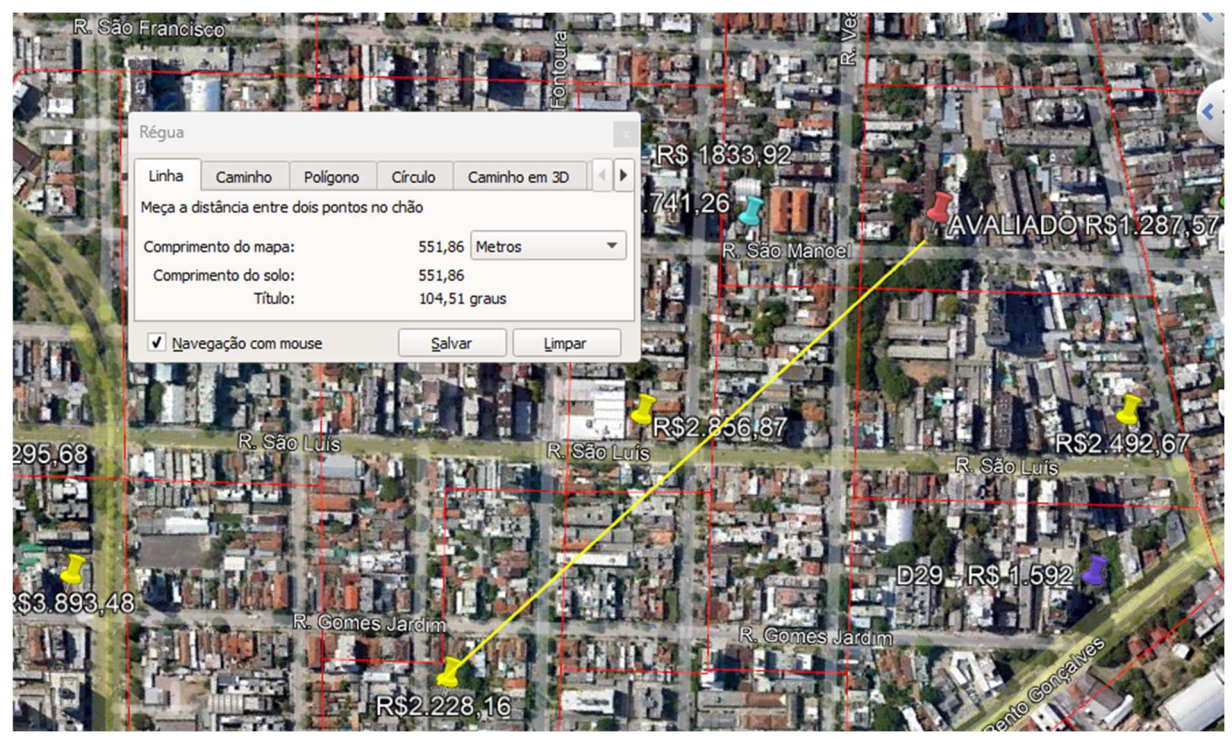 R. São Francisco
Fontoura
R. Vea
Régua
x
Linha
Caminho
Polígono
Círculo
Caminho em 3D
Meça a distância entre dois pontos no chão
Comprimento do mapa:
551,86
Metros
Comprimento do solo:
551,86
Título:
104,51 graus
Navegação com mouse
Salvar
Limpar
R$ 1833,92
.741,26
AVALIADO R$1.287,57
R. São Manoel
R$2.856,87
R$2.492,67
295,68
R. São Luís
R. São Luís
R. São Luís
D29 - R$ 1.592
R$3.893,48
R. Gomes Jardim
R. Gomes Jardim
R$2.228,16
Bento Gonçalves